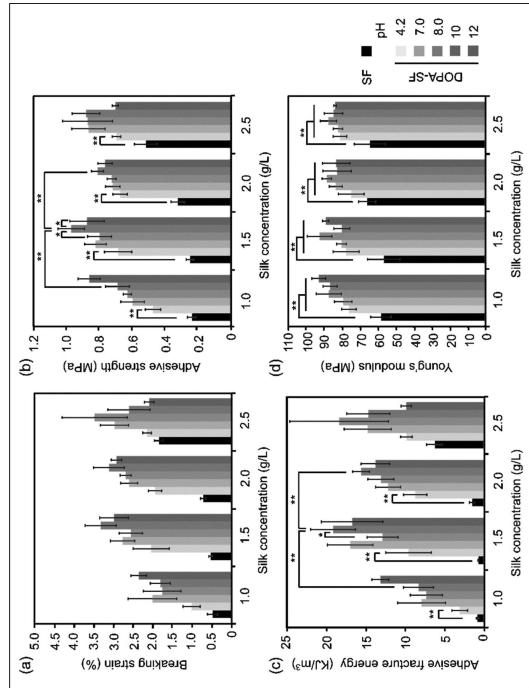 (a)
Breaking strain (%)
5.0
4.5
4.0
3.5
3.0
2.5
2.0
1.5
1.0
0.5
0
1.0 1.5 2.0 2.5
Silk concentration (g/L)
(b)
Adhesive strength (MPa)
1.2
1.0
0.8
0.6
0.4
0.2
0
** ** ** ** ** **
1.0 1.5 2.0 2.5
Silk concentration (g/L)
(c)
Adhesive fracture energy (KJ/m³)
25
20
15
10
5
0
** ** ** * ** **
1.0 1.5 2.0 2.5
Silk concentration (g/L)
(d)
Young's modulus (MPa)
110
100
90
80
70
60
50
40
30
20
10
0
** ** ** **
1.0 1.5 2.0 2.5
Silk concentration (g/L)
SF
pH
4.2
7.0
8.0
10
12
DOPA-SF